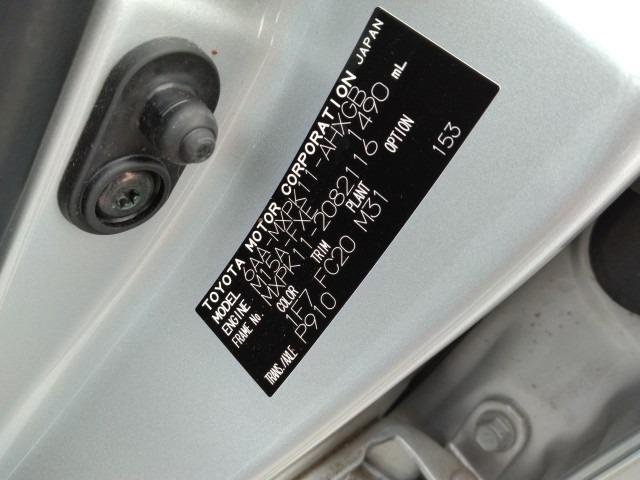 TOYOTA MOTOR CORPORATION JAPAN
MODEL 6AA-MXPK11-AHXGB
ENGINE M15A-FXE 1490 mL
FRAME No. MXPK11-2082116
COLOR TRIM PLANT OPTION
1F7 FC20 M31 153
TRANS./AXLE P910